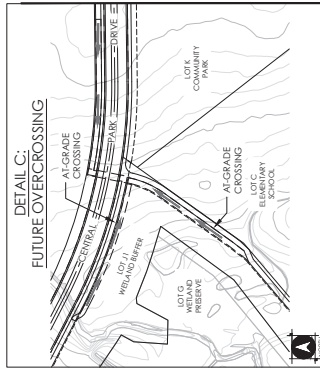 DETAIL C:
FUTURE OVERCROSSING
CENTRAL PARK DRIVE
AT-GRADE
CROSSING
LOT K
COMMUNITY
PARK
LOT J1
WELAND BUFFER
LOT G
WETLAND
PRESERVE
AT-GRADE
CROSSING
LOT C
ELEMENTARY
SCHOOL